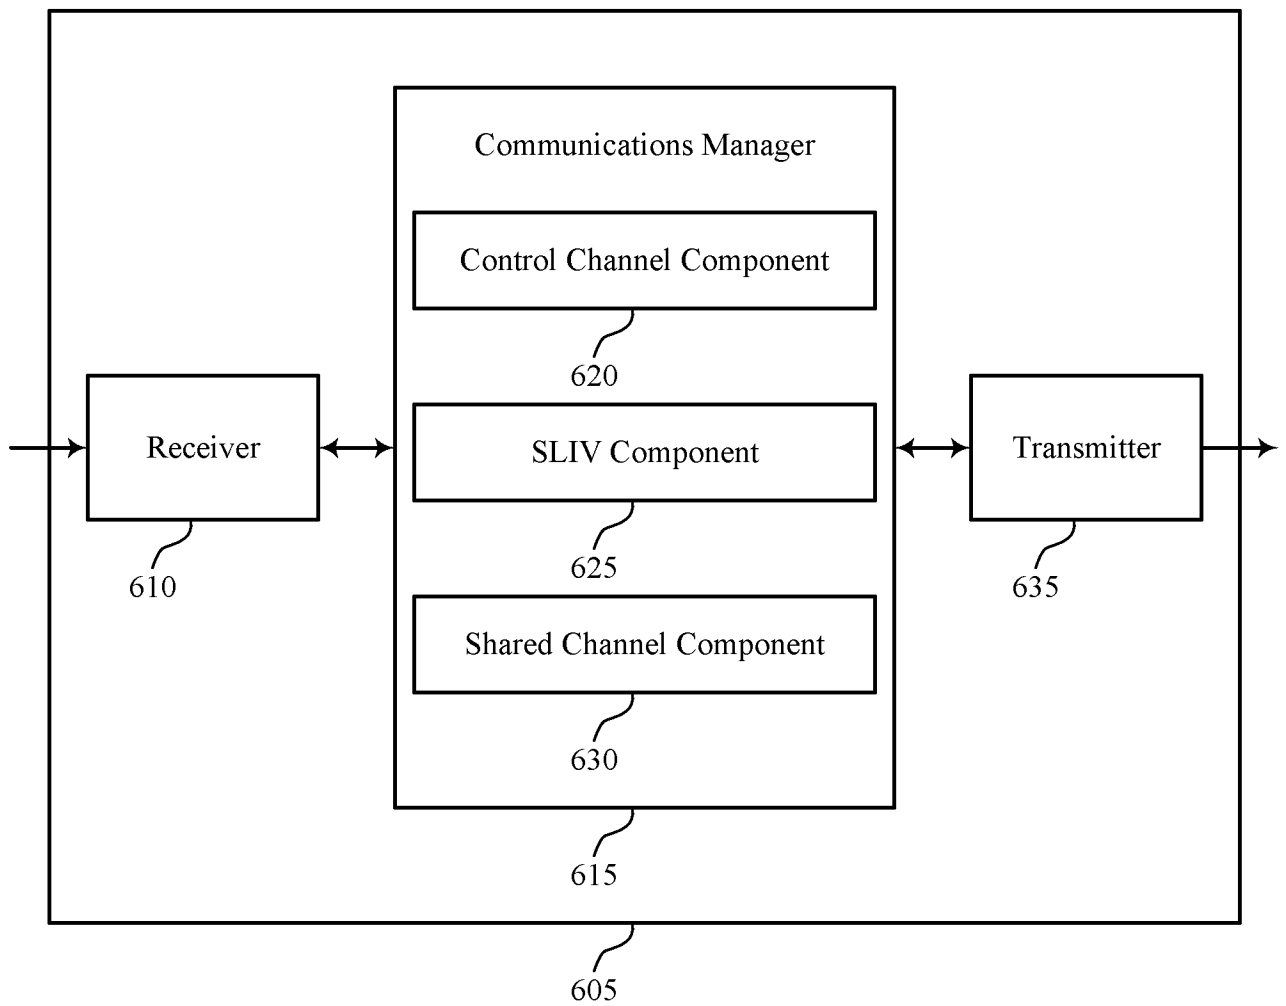 Communications Manager
Control Channel Component
620
Receiver
610
SLIV Component
625
Transmitter
635
Shared Channel Component
630
615
605